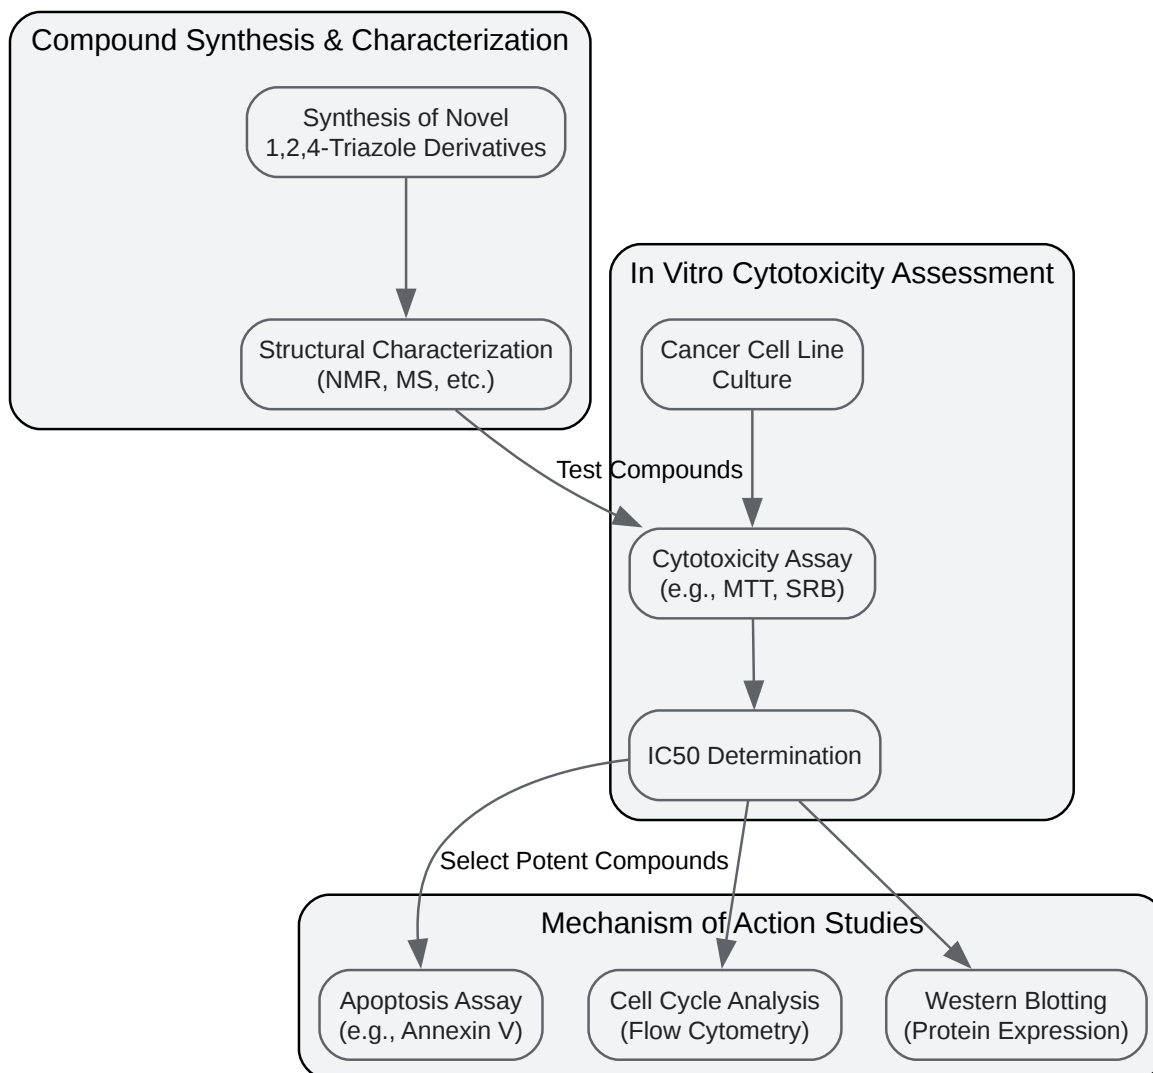 Compound Synthesis & Characterization
Synthesis of Novel
1,2,4-Triazole Derivatives
Structural Characterization
(NMR, MS, etc.)
In Vitro Cytotoxicity Assessment
Cancer Cell Line
Culture
Test Compounds
Cytotoxicity Assay
(e.g., MTT, SRB)
IC50 Determination
Select Potent Compounds
Mechanism of Action Studies
Apoptosis Assay
(e.g., Annexin V)
Cell Cycle Analysis
(Flow Cytometry)
Western Blotting
(Protein Expression)